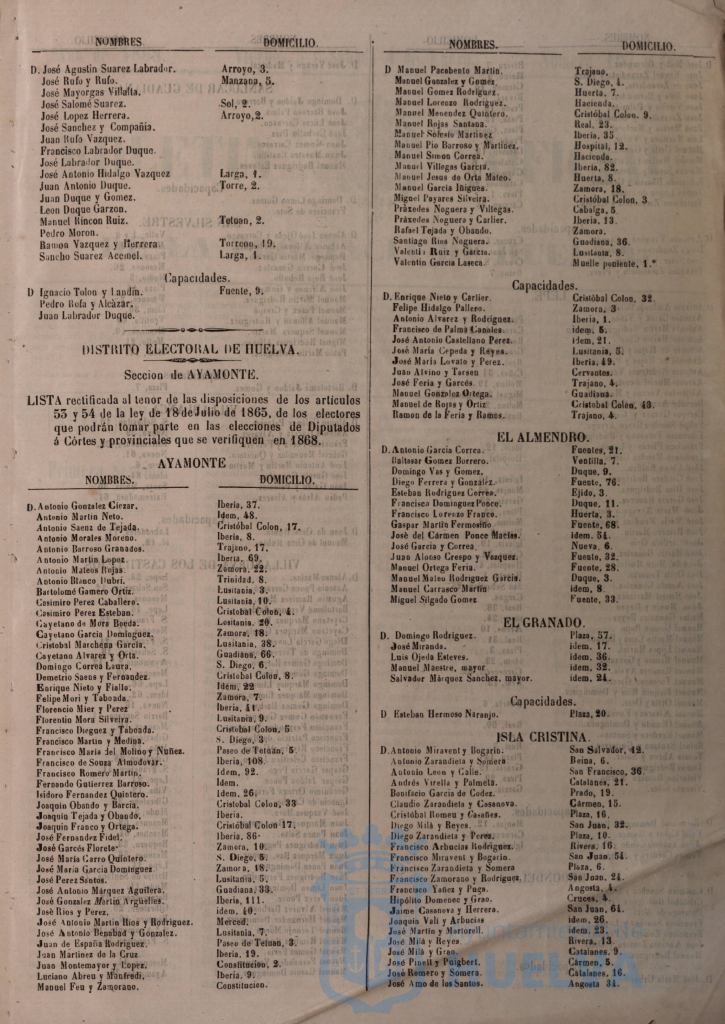 NOMBRES DOMICILIO.
D. José Agustin Suarez Labrador. Arroyo, 3.
José Rufo y Rufo. Manzana, 5.
José Mayorgas Villalta.
José Salomé Suarez. Sol, 2.
José Lopez Herrera. Arroyo, 2.
José Sanchez y Compañia.
Juan Rufo Vazquez.
Francisco Labrador Duque.
José Labrador Duque.
José Antonio Hidalgo Vazquez Larga, 1.
Juan Antonio Duque. Torre, 2.
Juan Duque y Gomez.
Leon Duque Garzon.
Manuel Rincon Ruiz. Tetuan, 2.
Pedro Moron.
Ramon Vazquez y Herrera. Torreon, 19.
Sancho Suarez Acemel. Larga, 1.
Capacidades.
D Ignacio Tolon y Landin. Fuente, 9.
Pedro Rofa y Alcàzar.
Juan Labrador Duque.
DISTRITO ELECTORAL DE HUELVA.
Seccion de AYAMONTE.
LISTA rectificada al tenor de las disposiciones de los artículos
53 y 54 de la ley de 18 de Julio de 1865, de los electores
que podrán tomar parte en las elecciones de Diputados
á Córtes y provinciales que se verifiquen en 1868.
AYAMONTE
NOMBRES. DOMICILIO.
D. Antonio Gonzalez Ciezar. Iberia, 37.
Antonio Martin Neto. Idem, 48.
Antonio Saenz de Tejada. Cristóbal Colon, 17.
Antonio Morales Moreno. Iberia, 8.
Antonio Barroso Granados. Trajano, 17.
Antonio Martin Lopez Iberia, 69.
Antonio Mateos Rojas. Zamora, 22.
Antonio Blanco Dubri. Trinidad, 8.
Bartolomé Gamero Ortiz. Lusitania, 3.
Casimiro Perez Caballero. Lusitania, 10.
Casimiro Perez Esteban. Cristobal Colon, 4.
Cayetano de Mora Boeda. Lositania. 20.
Cayetano Garcia Dominguez. Zamora, 18.
Cristobal Marchena Garcia. Lusitania, 38.
Cayetano Alvarez y Orta. Guadiana, 66.
Domingo Correa Laura. S. Diego, 6.
Demetrio Saens y Fernandez. Cristobal Colon, 8.
Enrique Nieto y Fiallo. Idem, 22
Felipe Mori y Taboada. Zamora, 7.
Florencio Mier y Perez Iberia, 41.
Florentin Mora Silveira. Lusitania, 9.
Francisco Dieguez y Taboada. Cristobal Colon, 5
Francisco Martin y Medina. S. Diego, 3
Francisco Maria del Molino y Nuñez. Paseo de Tetuan, 5.
Francisco de Souza Almodovar. Iberia, 108.
Francisco Romero Martin. Idem, 92.
Fernando Gutierrez Barroso. Idem.
Isidoro Fernandez Quintero. Idem, 26.
Joaquin Obando y Barcia. Cristobal Colon, 33
Joaquin Tejada y Obando. Iberia.
Joaquin Franco y Ortega. Cristóbal Colon 17.
José Fernandez Fidel. Iberia, 86.
José Garcés Florete. Zamora, 10.
José Maria Carro Quintero. S. Diego, 5.
José Maria Garcia Dominguez. Zamora, 18.
José Perez Santos. Lusitania, 5.
José Antonio Márquez Aguilera. Guadiana, 33.
José Gonzalez Martin Arguelles. Iberia, 111.
José Rios y Perez. idem, 40.
José Antonio Martin Rios y Rodriguez. Merced.
José Antonio Benabad y Gonzalez. Lusitania, 7.
Juan de España Rodriguez. Paseo de Tetuan, 3.
Juan Martinez de la Cruz Iberia, 19.
Juan Montemayor y Lopez. Constitucion, 2.
Luciano Abreu y Manfredi. Iberia, 9.
Manuel Feu y Zamorano. Constitucion.
NOMBRES. DOMICILIO.
D Manuel Pacobento Martin. Trajano,
Manuel Gonzalez y Gomez. S. Diego, 4.
Manuel Gomez Rodriguez. Huerta, 7.
Manuel Lorenzo Rodriguez. Hacienda.
Manuel Menendez Quintero. Cristóbal Colon, 9.
Manuel Rojas Santana. Real, 23.
Manuel Solesio Martinez Iberia, 35
Manuel Pio Barroso y Martinez. Hospital, 12.
Manuel Simon Correa. Hacienda.
Manuel Villegas Garcia. Iberia, 82.
Manuel Jesus de Orta Mateo. Huerta, 8.
Manuel Garcia Iñigues. Zamora, 18.
Miguel Poyares Silveira. Cristóbal Colon, 3
Práxedes Noguera y Villegas. Cabalga, 5.
Práxedes Noguera y Carlier. Iberia, 13.
Rafael Tejada y Obando. Zamora.
Santiago Rios Noguera. Guadiana, 36.
Valentin Ruiz y Garcia. Lusitania, 8.
Valentin Garcia Laseca. Muelle poniente, 1.°
Capacidades.
D. Enrique Nieto y Carlier. Cristóbal Colon, 32
Felipe Hidalgo Pallero. Zamora, 3
Antonio Alvarez y Rodriguez. Iberia, 1.
Francisco de Palma Canales. idem, 5.
José Antonio Castellano Perez. idem, 21.
José Maria Cepeda y Reyes. Lusitania, 5.
José Maria Lovato y Perez. Iberia, 49.
Juan Alvino y Tarsen Cervantes.
José Feria y Garcés. Trajano, 4.
Manuel Gonzalez Ortega. Guadiana.
Manuel de Rojas y Ortiz Cristobal Colon, 43.
Ramon de la Feria y Ramos. Trajano, 4.
EL ALMENDRO.
D. Antonio Garcia Correa. Fuentes, 21.
Baltasar Gomez Borrero. Ventilla, 7.
Domingo Vas y Gomez. Duque, 9.
Diego Ferrera y Gonzalez. Fuente, 76.
Esteban Rodriguez Correa. Ejido, 3.
Francisca Dominguez Ponce. Duque, 11.
Francisco Lorenzo Franco. Huerta, 3.
Gaspar Martin Fermosiño Fuente, 68.
José del Cármen Ponce Macías. idem, 54.
José Garcia y Correa Nueva, 6.
Juan Alonso Crespo y Vazquez. Fuente, 32.
Manuel Ortega Feria. Fuente, 28.
Manuel Mateo Rodriguez Garcia. Duque, 3.
Manuel Carrasco Martin idem, 8.
Miguel Silgado Gomez Fuente, 33.
EL GRANADO.
D. Domingo Rodriguez. Plaza, 57.
José Miranda. idem, 17.
Luis Ojeda Esteves. idem, 36.
Manuel Maestre, mayor idem, 32.
Salvador Márquez Sanchez, mayor. idem, 24.
Capacidades.
D Esteban Hermoso Naranjo. Plaza, 20.
ISLA CRISTINA.
D. Antonio Miravent y Bogarin. San Salvador, 42.
Antonio Zarandieta y Somera Reina, 6.
Antonio Leon y Calie. San Francisco, 36
Andrés Virella y Palmela. Catalanes, 21.
Bonifacio Garcia de Codez. Prado, 19.
Claudio Zarandieta y Casanova. Cármen, 15.
Cristóbal Romeu y Casañes. Plaza, 16.
Diego Milá y Reyes. San Juan, 32.
Diego Zarandieta y Perez. Plaza, 10.
Francisco Arbucias Rodriguez. Rivera, 16.
Francisco Miravent y Bogarin. San Juan, 54.
Francisco Zarandieta y Somera Plaza, 6.
Francisco Zamorano y Rodriguez. San Juan, 24.
Francisco Yañez y Puga. Angosta, 4.
Hipólito Domenec y Grao. Cruces, 4.
Jaime Casanova y Herrera. San Juan, 64.
Joaquin Vali y Arbucias idem, 26.
José Martin y Martorell. idem, 23.
José Milá y Reyes. Rivera, 13.
José Milá y Grao. Catalanes, 9.
José Pinell y Puigbert. Cármen, 5.
José Romero y Somera. Catalanes, 16.
José Amo de los Santos. Angosta 34.
HUELVA